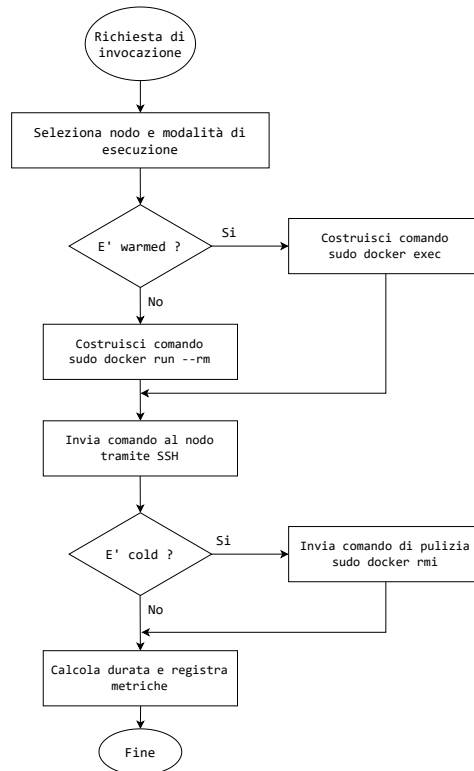 Richiesta di
invocazione
Seleziona nodo e modalità di
esecuzione
E' warmed ?
Si
Costruisci comando
sudo docker exec
No
Costruisci comando
sudo docker run --rm
Invia comando al nodo
tramite SSH
E' cold ?
Si
Invia comando di pulizia
sudo docker rmi
No
Calcola durata e registra
metriche
Fine